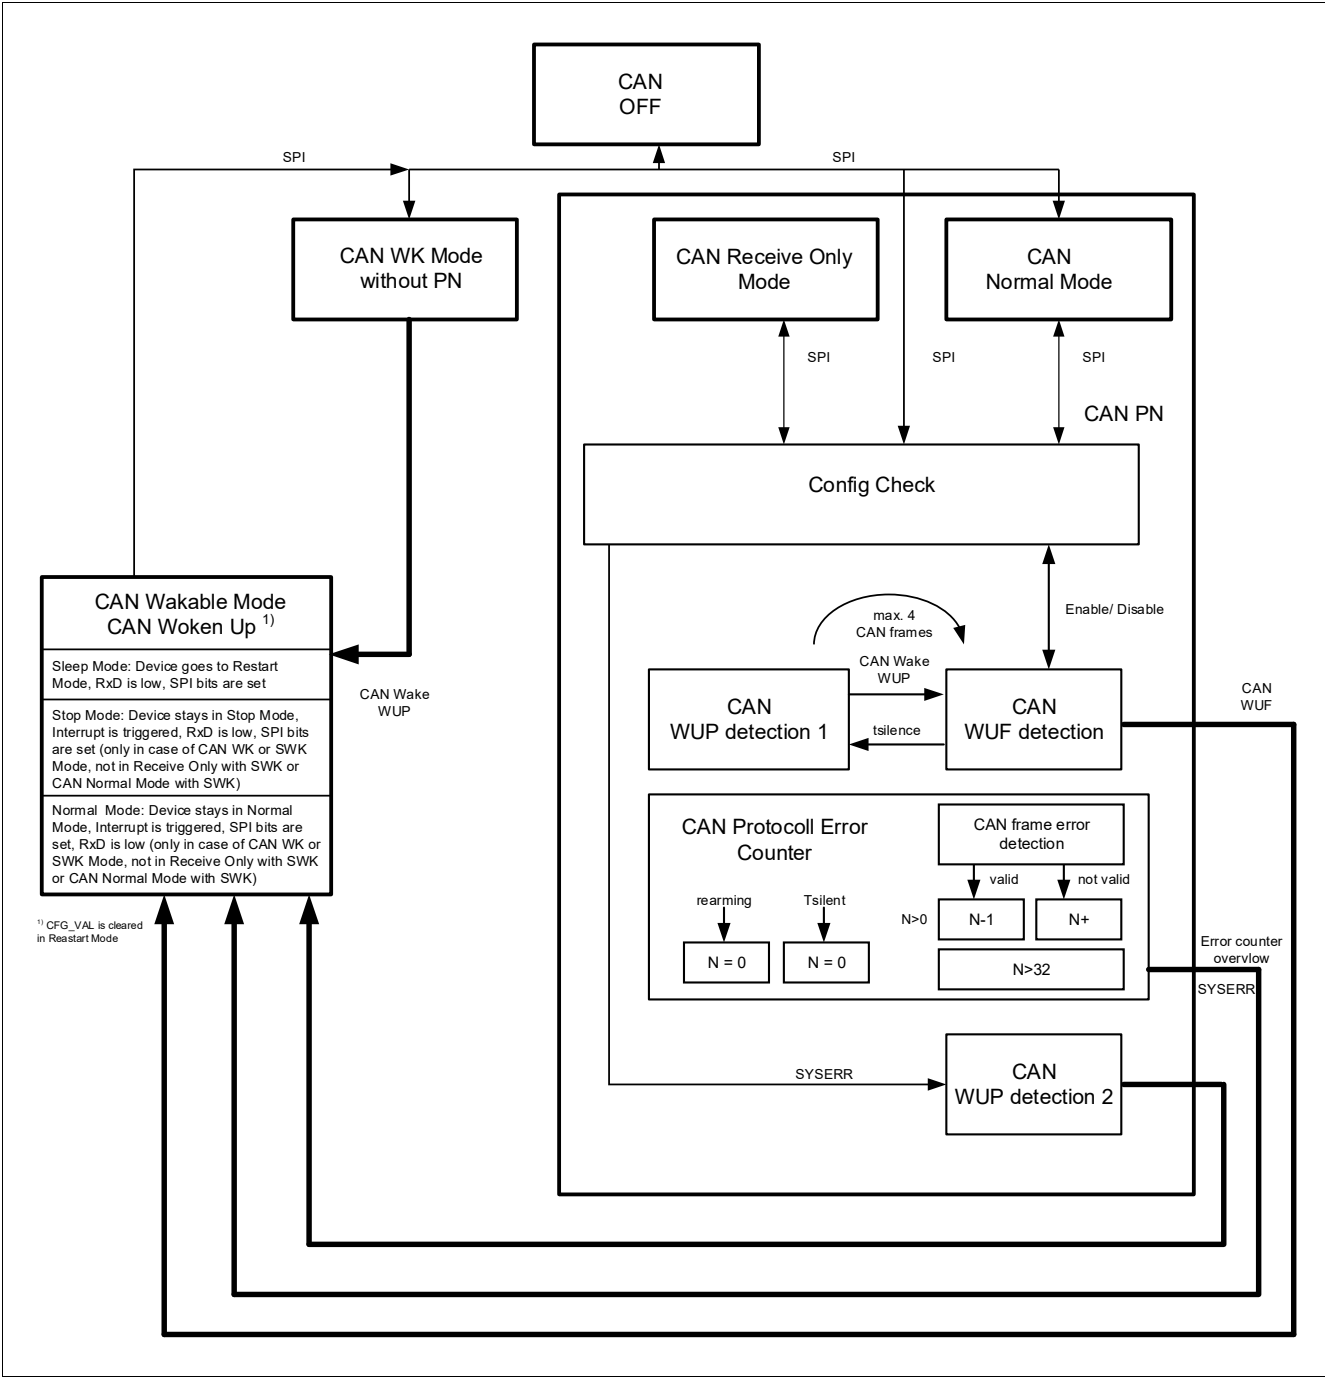 CAN
OFF
SPI
SPI
CAN WK Mode
without PN
CAN Receive Only
Mode
CAN
Normal Mode
SPI
SPI
SPI
CAN PN
Config Check
Enable/ Disable
max. 4
CAN frames
CAN Wake
WUP
CAN
WUP detection 1
tsilence
CAN
WUF detection
CAN
WUF
CAN Wakable Mode
CAN Woken Up 1)
Sleep Mode: Device goes to Restart
Mode, RxD is low, SPI bits are set
Stop Mode: Device stays in Stop Mode,
Interrupt is triggered, RxD is low, SPI bits
are set (only in case of CAN WK or SWK
Mode, not in Receive Only with SWK or
CAN Normal Mode with SWK)
Normal Mode: Device stays in Normal
Mode, Interrupt is triggered, SPI bits are
set, RxD is low (only in case of CAN WK or
SWK Mode, not in Receive Only with SWK
or CAN Normal Mode with SWK)
1) CFG_VAL is cleared
in Reastart Mode
CAN Wake
WUP
CAN Protocoll Error
Counter
CAN frame error
detection
valid
not valid
rearming
Tsilent
N>0
N-1
N+
N = 0
N = 0
N>32
Error counter
overvlow
SYSERR
SYSERR
CAN
WUP detection 2